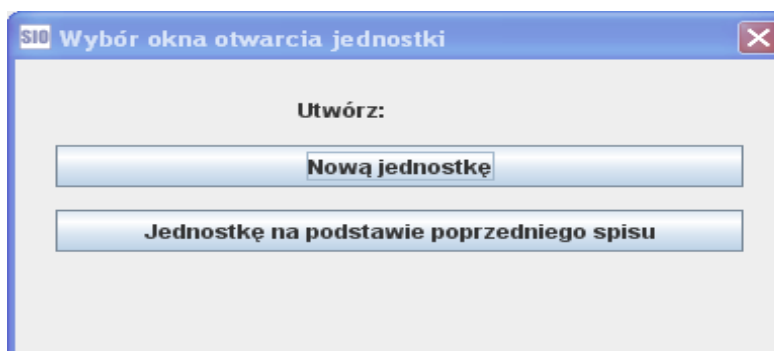 SIO Wybór okna otwarcia jednostki
Utwórz:
Nową jednostkę
Jednostkę na podstawie poprzedniego spisu